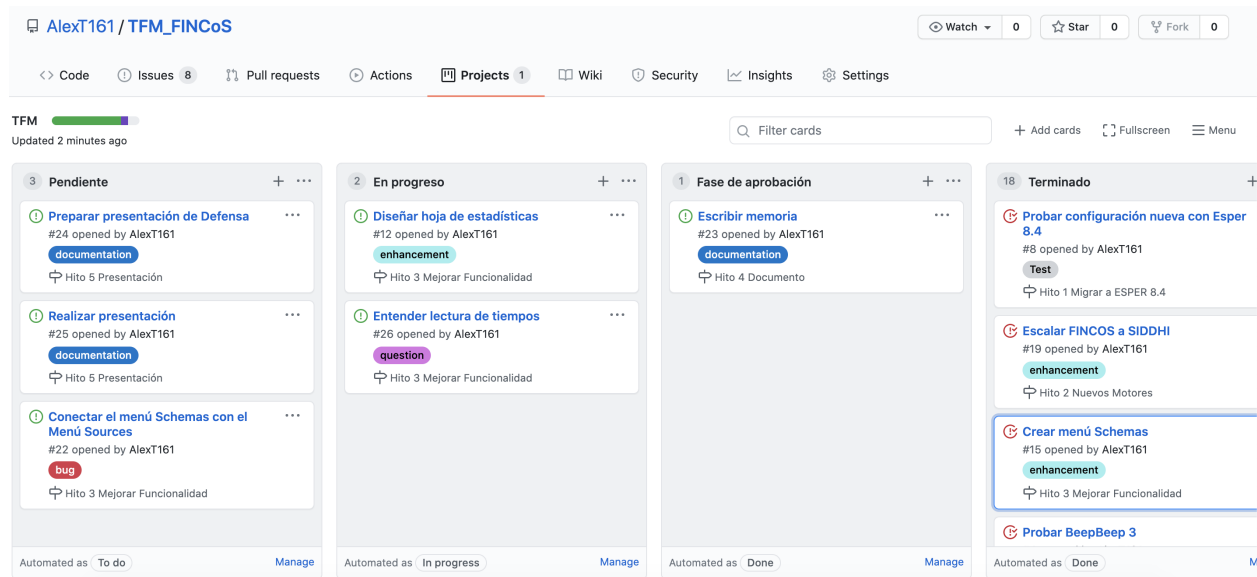 AlexT161 / TFM_FINCoS
Watch 0 Star 0 Fork 0
Code Issues 8 Pull requests Actions Projects 1 Wiki Security Insights Settings
TFM
Updated 2 minutes ago
Filter cards
Add cards Fullscreen Menu
3 Pendiente
Preparar presentación de Defensa
#24 opened by AlexT161
documentation
Hito 5 Presentación
Realizar presentación
#25 opened by AlexT161
documentation
Hito 5 Presentación
Conectar el menú Schemas con el
Menú Sources
#22 opened by AlexT161
bug
Hito 3 Mejorar Funcionalidad
Automated as To do Manage
2 En progreso
Diseñar hoja de estadísticas
#12 opened by AlexT161
enhancement
Hito 3 Mejorar Funcionalidad
Entender lectura de tiempos
#26 opened by AlexT161
question
Hito 3 Mejorar Funcionalidad
Automated as In progress Manage
1 Fase de aprobación
Escribir memoria
#23 opened by AlexT161
documentation
Hito 4 Documento
Automated as Done Manage
18 Terminado
Probar configuración nueva con Esper
8.4
#8 opened by AlexT161
Test
Hito 1 Migrar a ESPER 8.4
Escalar FINCOS a SIDDHI
#19 opened by AlexT161
enhancement
Hito 2 Nuevos Motores
Crear menú Schemas
#15 opened by AlexT161
enhancement
Hito 3 Mejorar Funcionalidad
Probar BeepBeep 3
Automated as Done